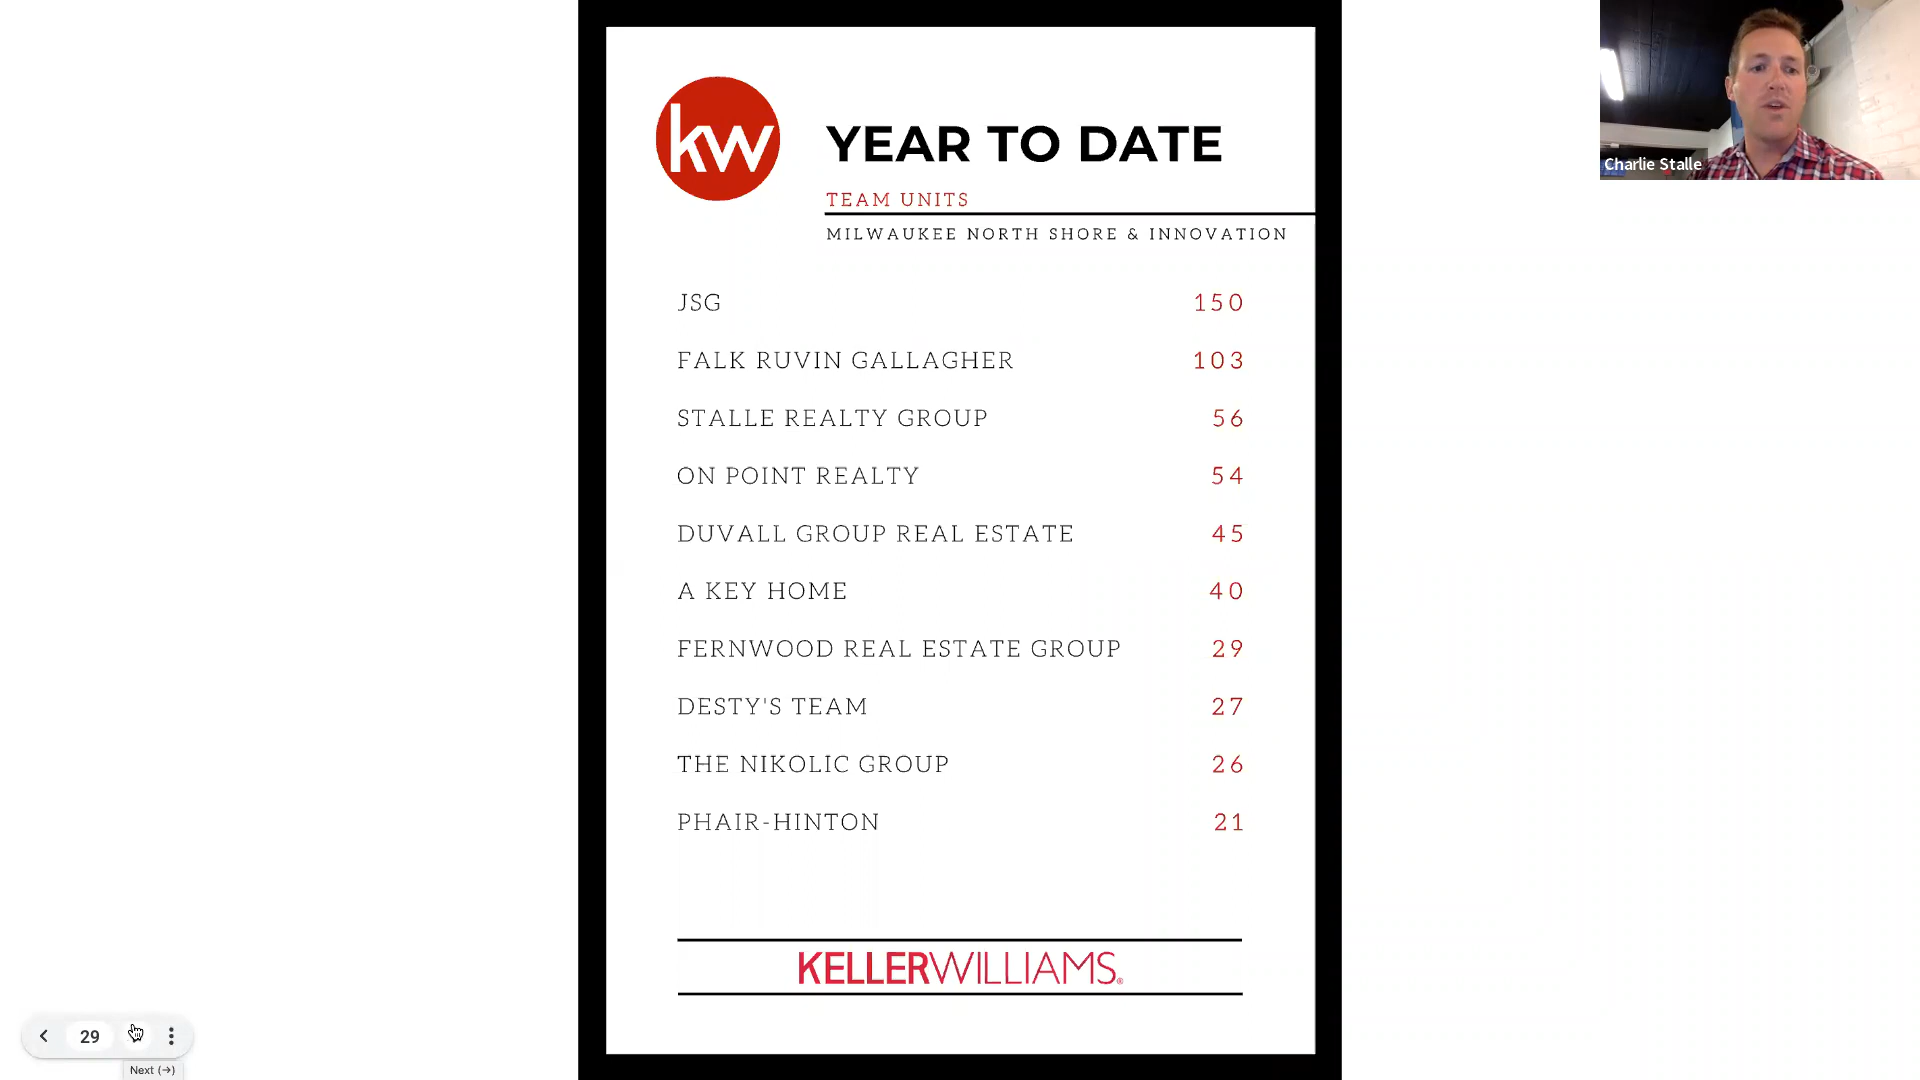 kw
YEAR TO DATE
TEAM UNITS
MILWAUKEE NORTH SHORE & INNOVATION
JSG 150
FALK RUVIN GALLAGHER 103
STALLE REALTY GROUP 56
ON POINT REALTY 54
DUVALL GROUP REAL ESTATE 45
A KEY HOME 40
FERNWOOD REAL ESTATE GROUP 29
DESTY'S TEAM 27
THE NIKOLIC GROUP 26
PHAIR-HINTON 21
KELLERWILLIAMS®
Charlie Stalle
29
Next (→)